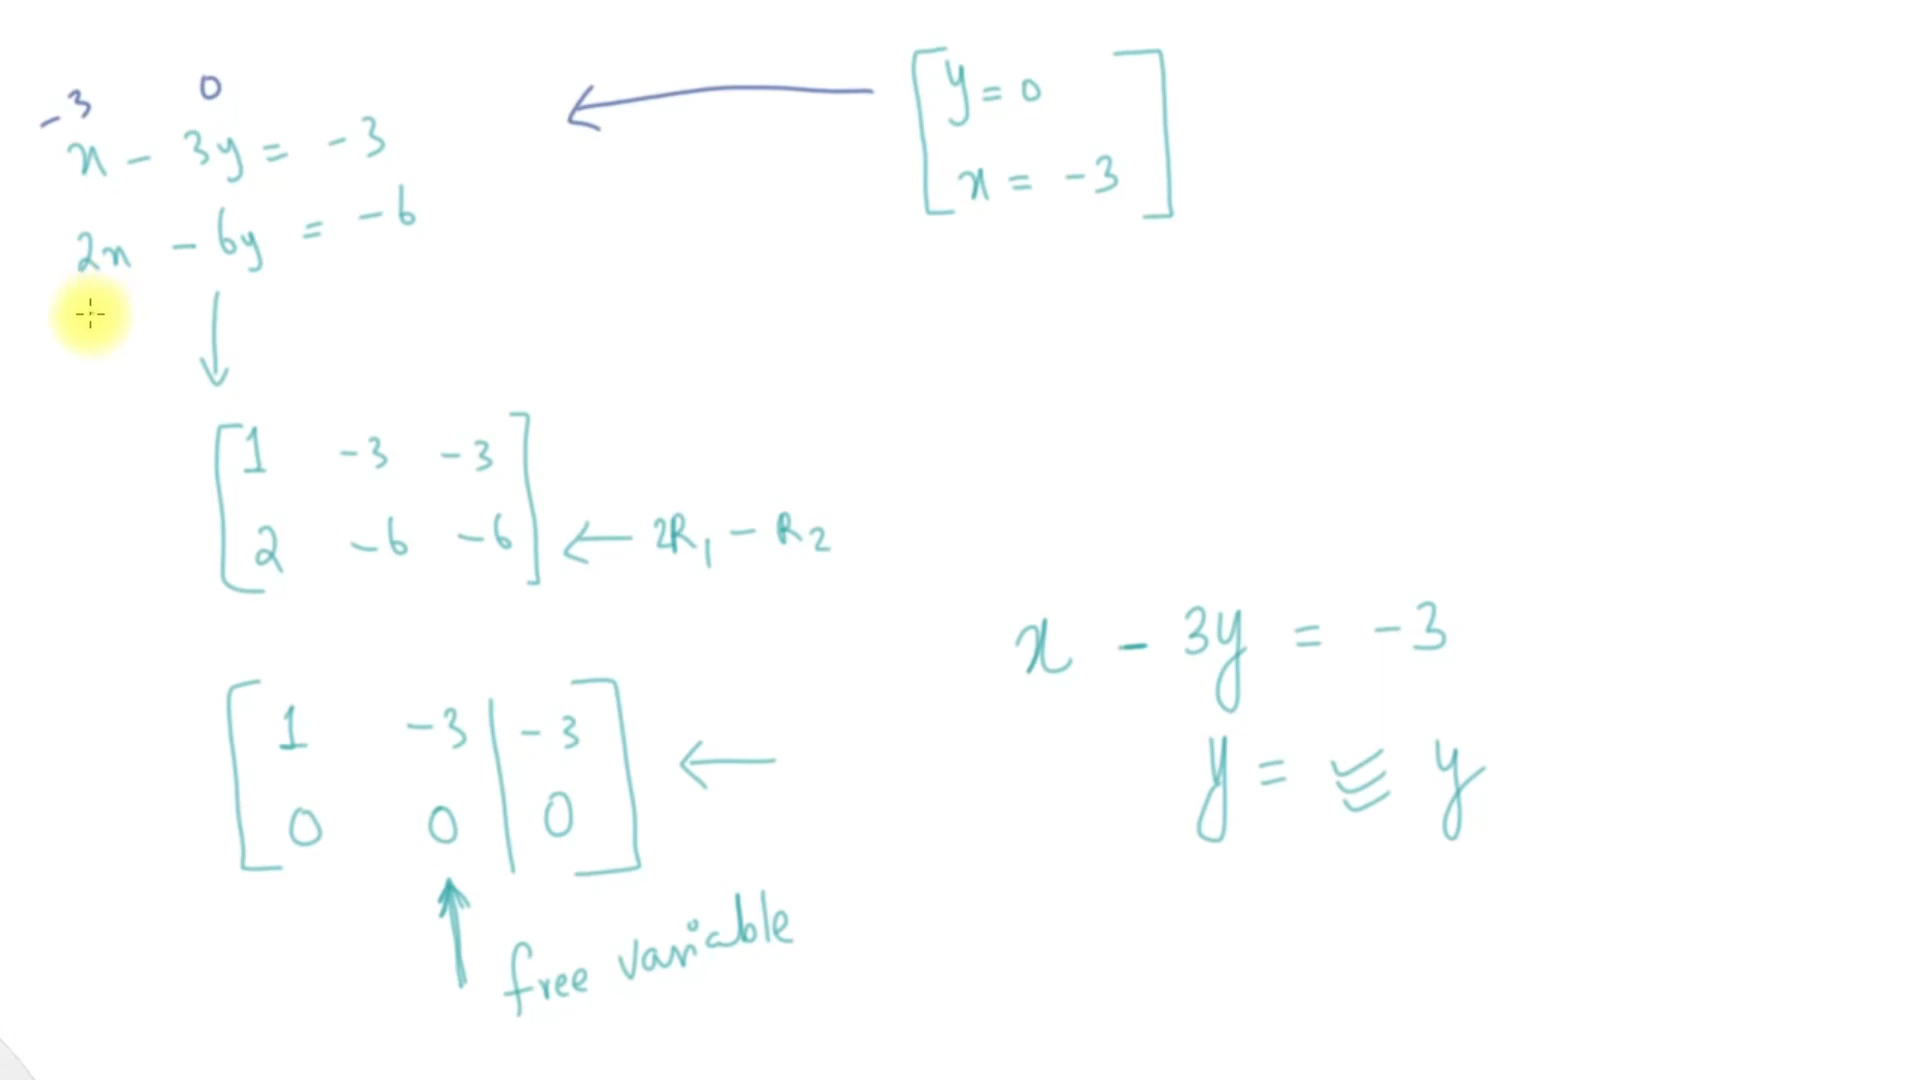 -3 0
x - 3y = -3
2x - 6y = -6
y = 0
x = -3
1 -3 -3
2 -6 -6 ← 2R₁ - R₂
1 -3 | -3 ←
0 0 | 0
free variable
x - 3y = -3
y = y